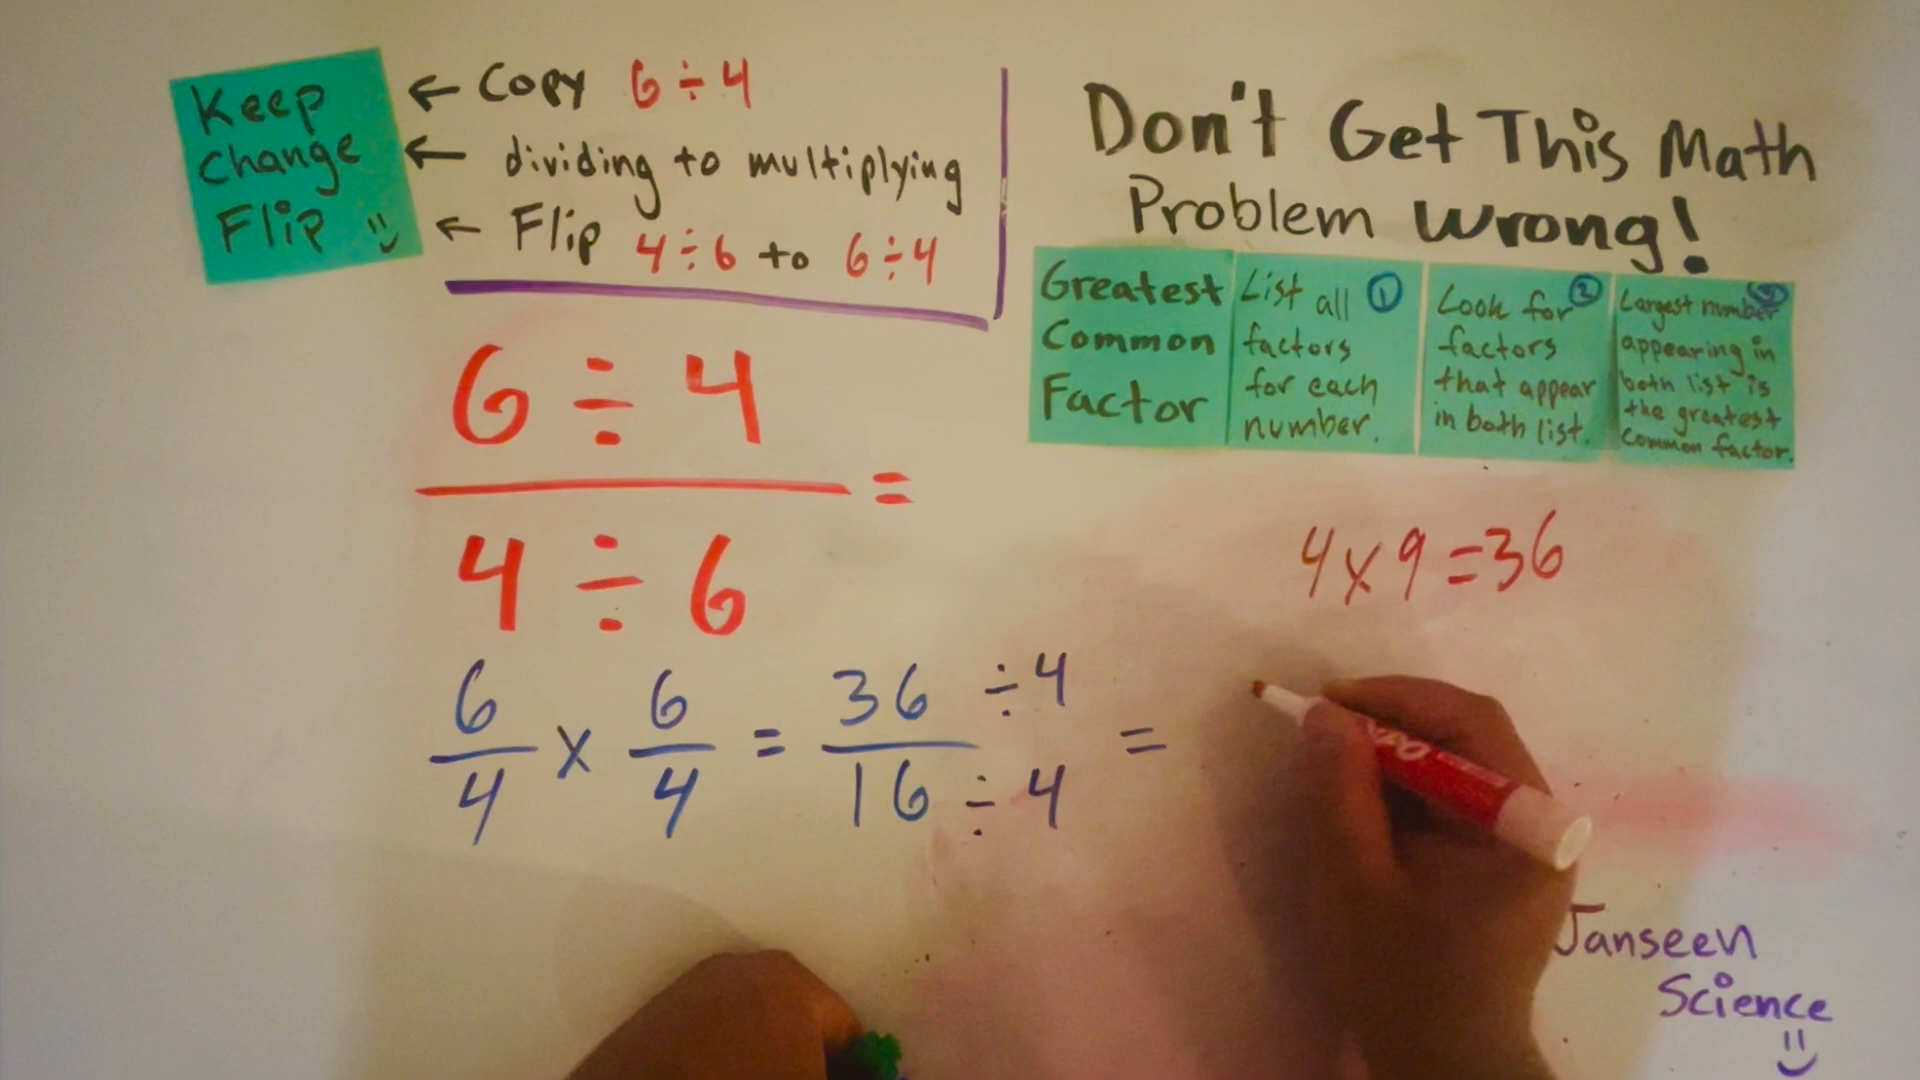 Keep
Change
Flip
← Copy 6 ÷ 4
← dividing to multiplying
← Flip 4 ÷ 6 to 6 ÷ 4
Don't Get This Math
Problem Wrong!
Greatest
Common
Factor
List all ①
factors
for each
number.
Look for ②
factors
that appear
in both list.
Largest number
appearing in
both list is
the greatest
common factor.
6 ÷ 4
4 ÷ 6
=
4 x 9 = 36
6/4 x 6/4 = 36/16 ÷ 4/÷ 4 =
Janseen
Science